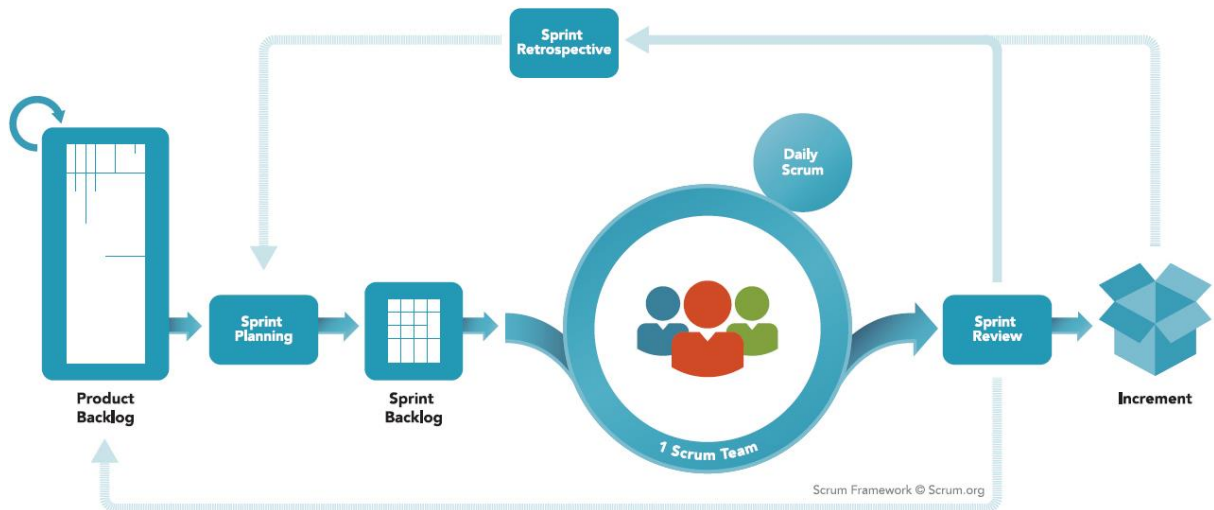 Sprint
Retrospective
Daily
Scrum
Sprint
Planning
Sprint
Review
Product
Backlog
Sprint
Backlog
1 Scrum Team
Increment
Scrum Framework © Scrum.org